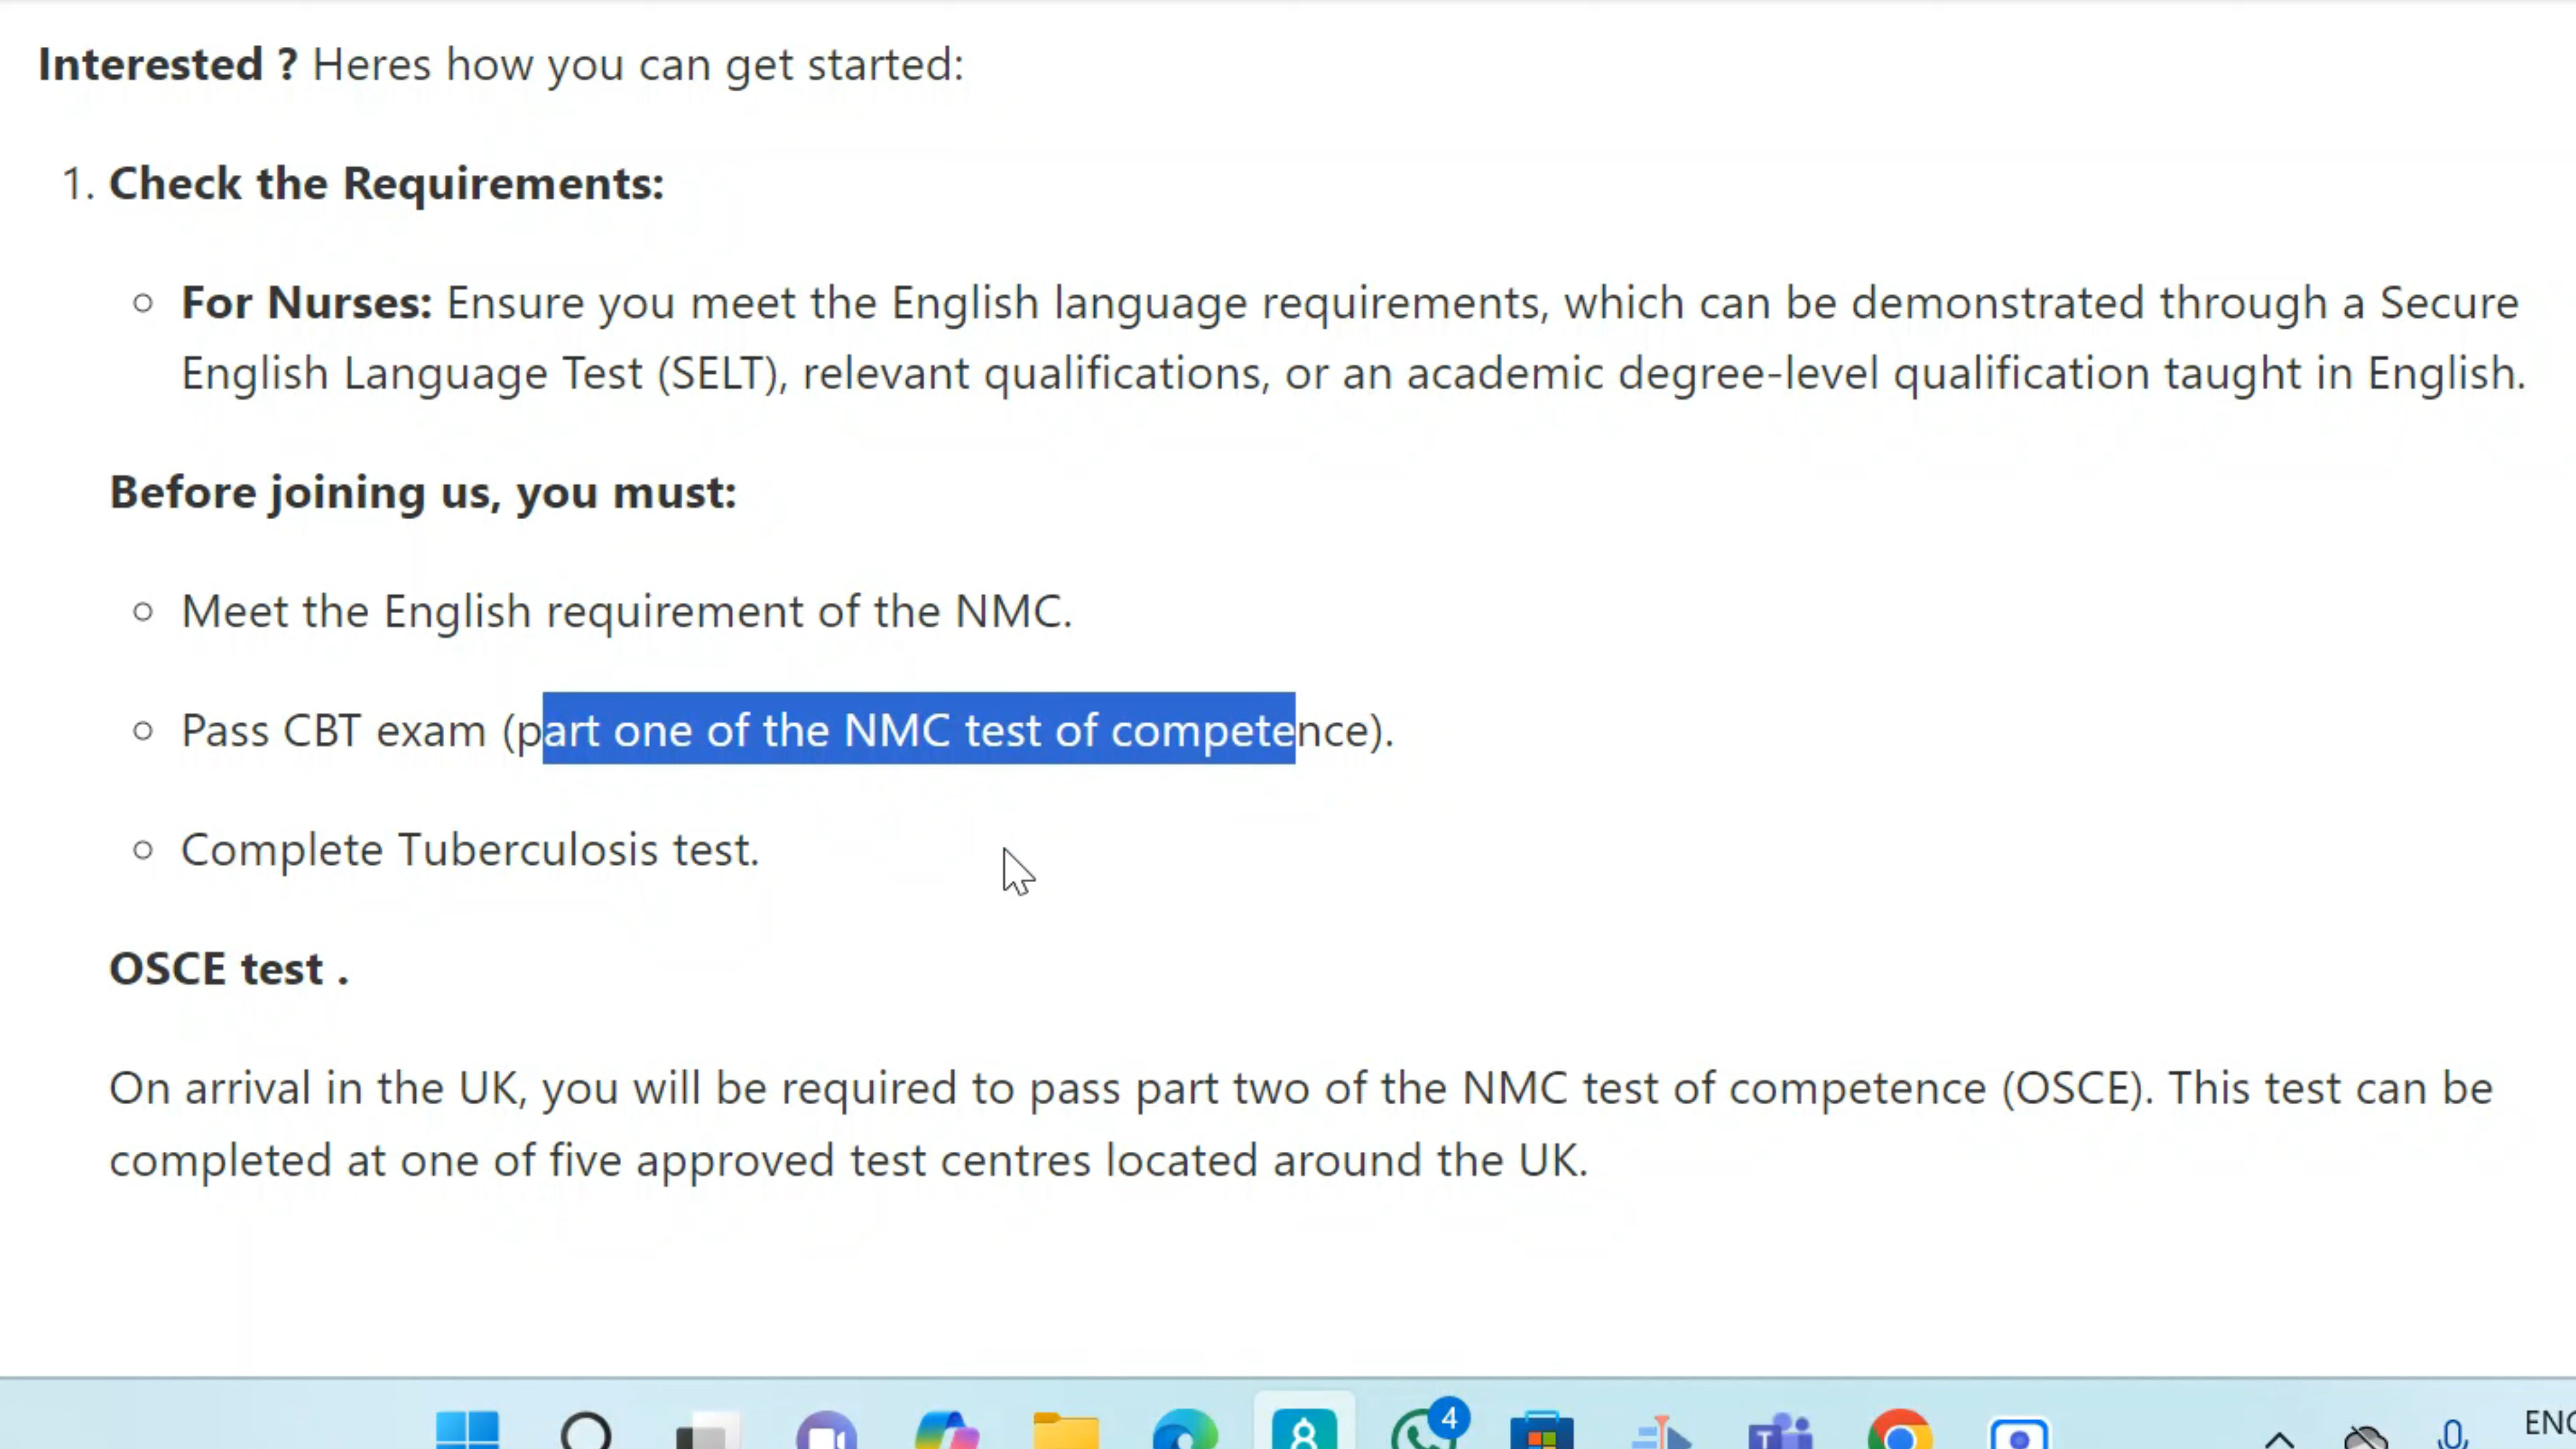 Interested ? Heres how you can get started:
1. Check the Requirements:
For Nurses: Ensure you meet the English language requirements, which can be demonstrated through a Secure
English Language Test (SELT), relevant qualifications, or an academic degree-level qualification taught in English.
Before joining us, you must:
Meet the English requirement of the NMC.
Pass CBT exam (part one of the NMC test of competence).
Complete Tuberculosis test.
OSCE test .
On arrival in the UK, you will be required to pass part two of the NMC test of competence (OSCE). This test can be
completed at one of five approved test centres located around the UK.
4